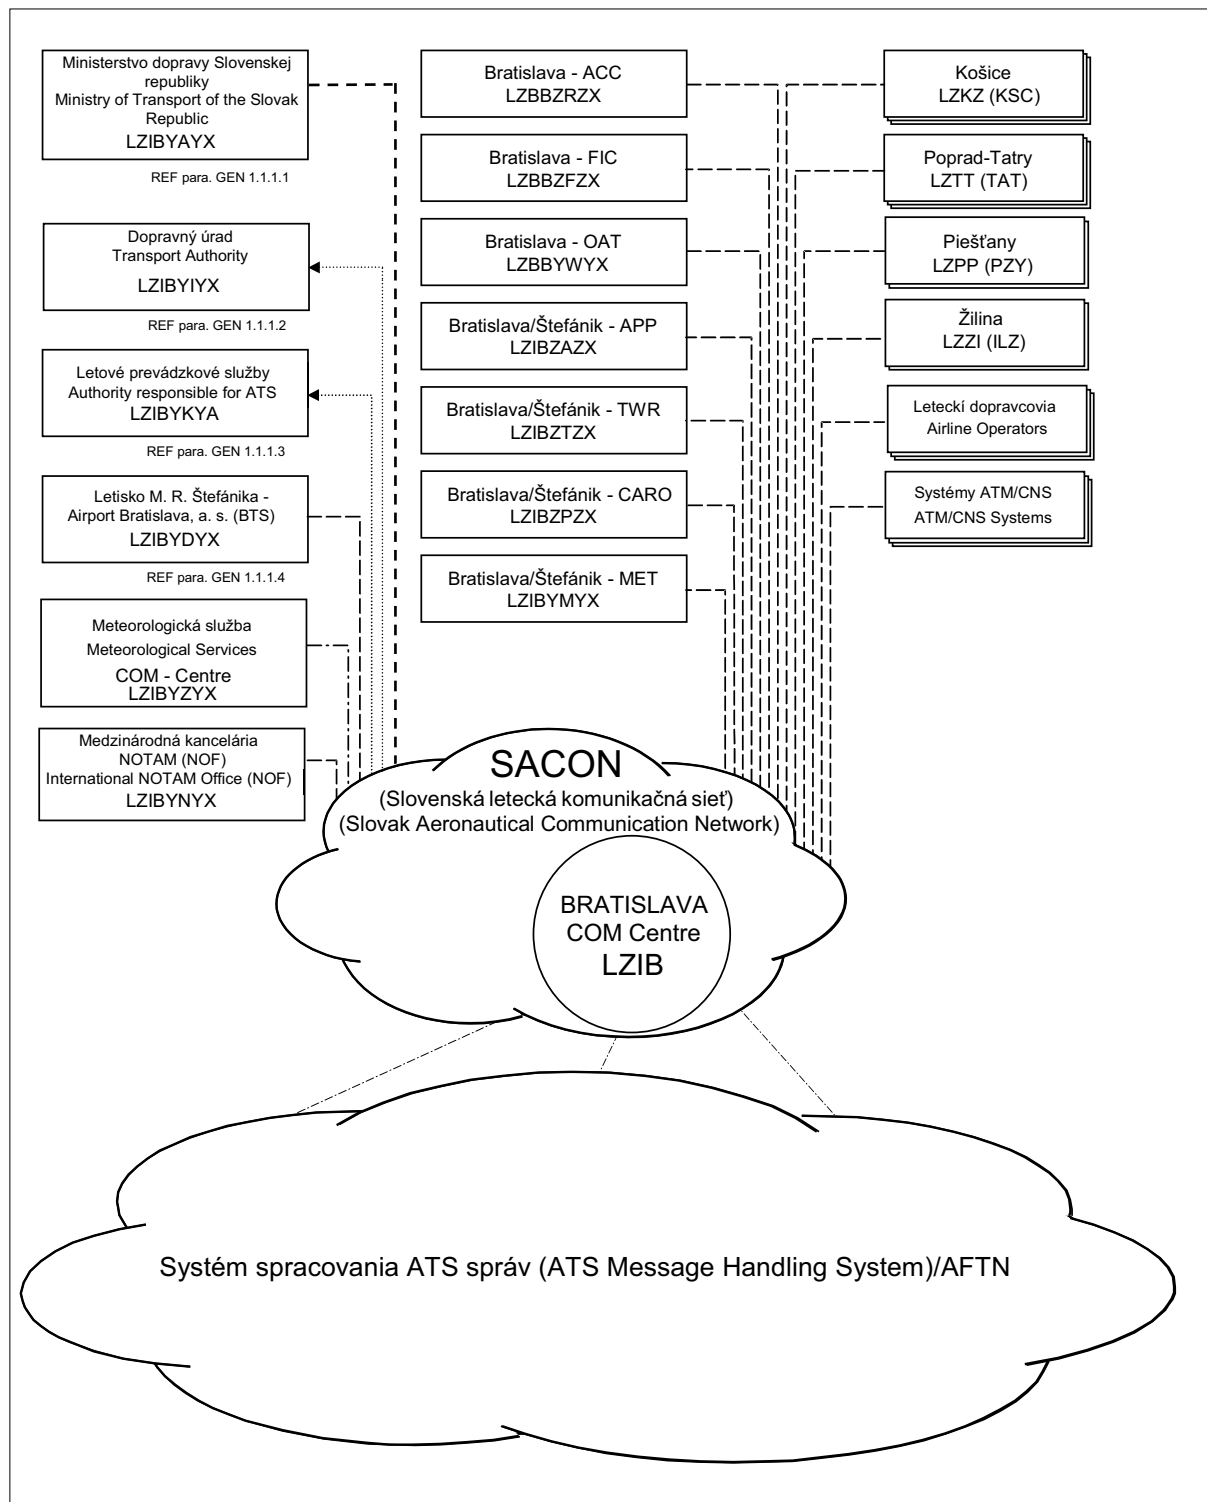 Ministerstvo dopravy Slovenskej
republiky
Ministry of Transport of the Slovak
Republic
LZIBYAYX
REF para. GEN 1.1.1.1
Dopravný úrad
Transport Authority
LZIBYIYX
REF para. GEN 1.1.1.2
Letové prevádzkové služby
Authority responsible for ATS
LZIBYKYA
REF para. GEN 1.1.1.3
Letisko M. R. Štefánika -
Airport Bratislava, a. s. (BTS)
LZIBYDYX
REF para. GEN 1.1.1.4
Meteorologická služba
Meteorological Services
COM - Centre
LZIBYZYX
Medzinárodná kancelária
NOTAM (NOF)
International NOTAM Office (NOF)
LZIBYNYX
Bratislava - ACC
LZBBZRZX
Bratislava - FIC
LZBBZFZX
Bratislava - OAT
LZBBYWYX
Bratislava/Štefánik - APP
LZIBZAZX
Bratislava/Štefánik - TWR
LZIBZTZX
Bratislava/Štefánik - CARO
LZIBZPZX
Bratislava/Štefánik - MET
LZIBYMYX
Košice
LZKZ (KSC)
Poprad-Tatry
LZTT (TAT)
Piešťany
LZPP (PZY)
Žilina
LZZI (ILZ)
Leteckí dopravcovia
Airline Operators
Systémy ATM/CNS
ATM/CNS Systems
SACON
(Slovenská letecká komunikačná sieť)
(Slovak Aeronautical Communication Network)
BRATISLAVA
COM Centre
LZIB
Systém spracovania ATS správ (ATS Message Handling System)/AFTN